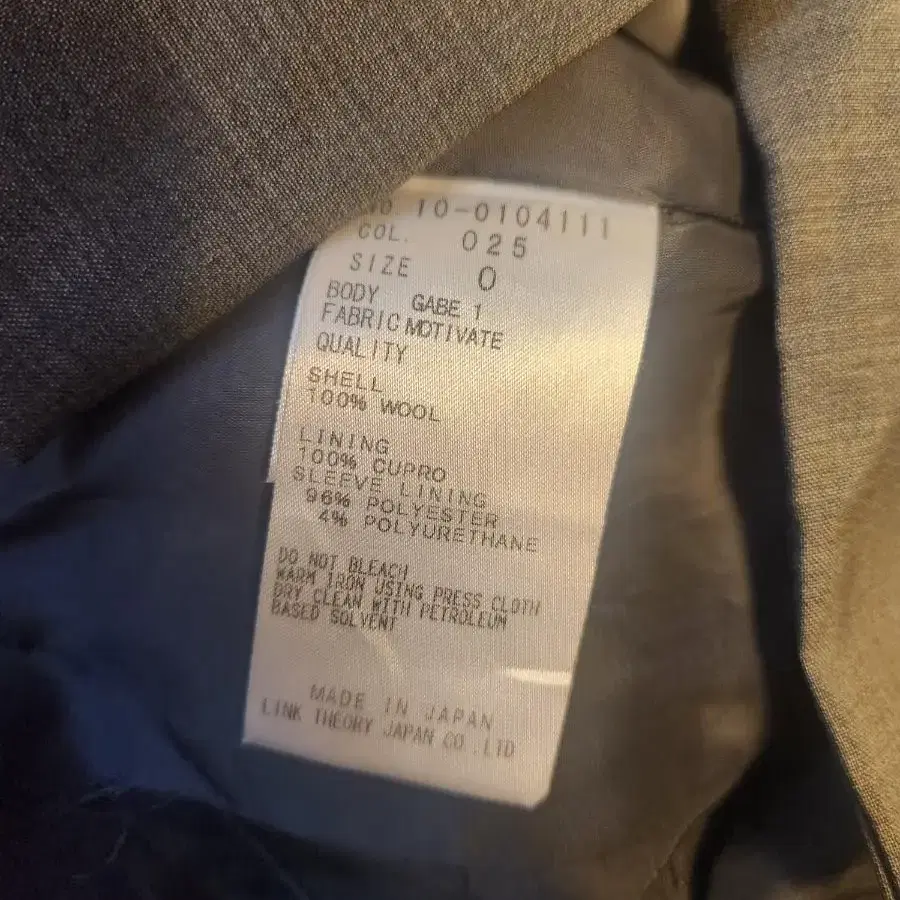 NO 10-0104111
COL. 025
SIZE 0
BODY GABE 1
FABRIC MOTIVATE
QUALITY
SHELL
100% WOOL
LINING
100% CUPRO
SLEEVE LINING
96% POLYESTER
4% POLYURETHANE
DO NOT BLEACH
WARM IRON USING PRESS CLOTH
DRY CLEAN WITH PETROLEUM
BASED SOLVENT
MADE IN JAPAN
LINK THEORY JAPAN CO.LTD